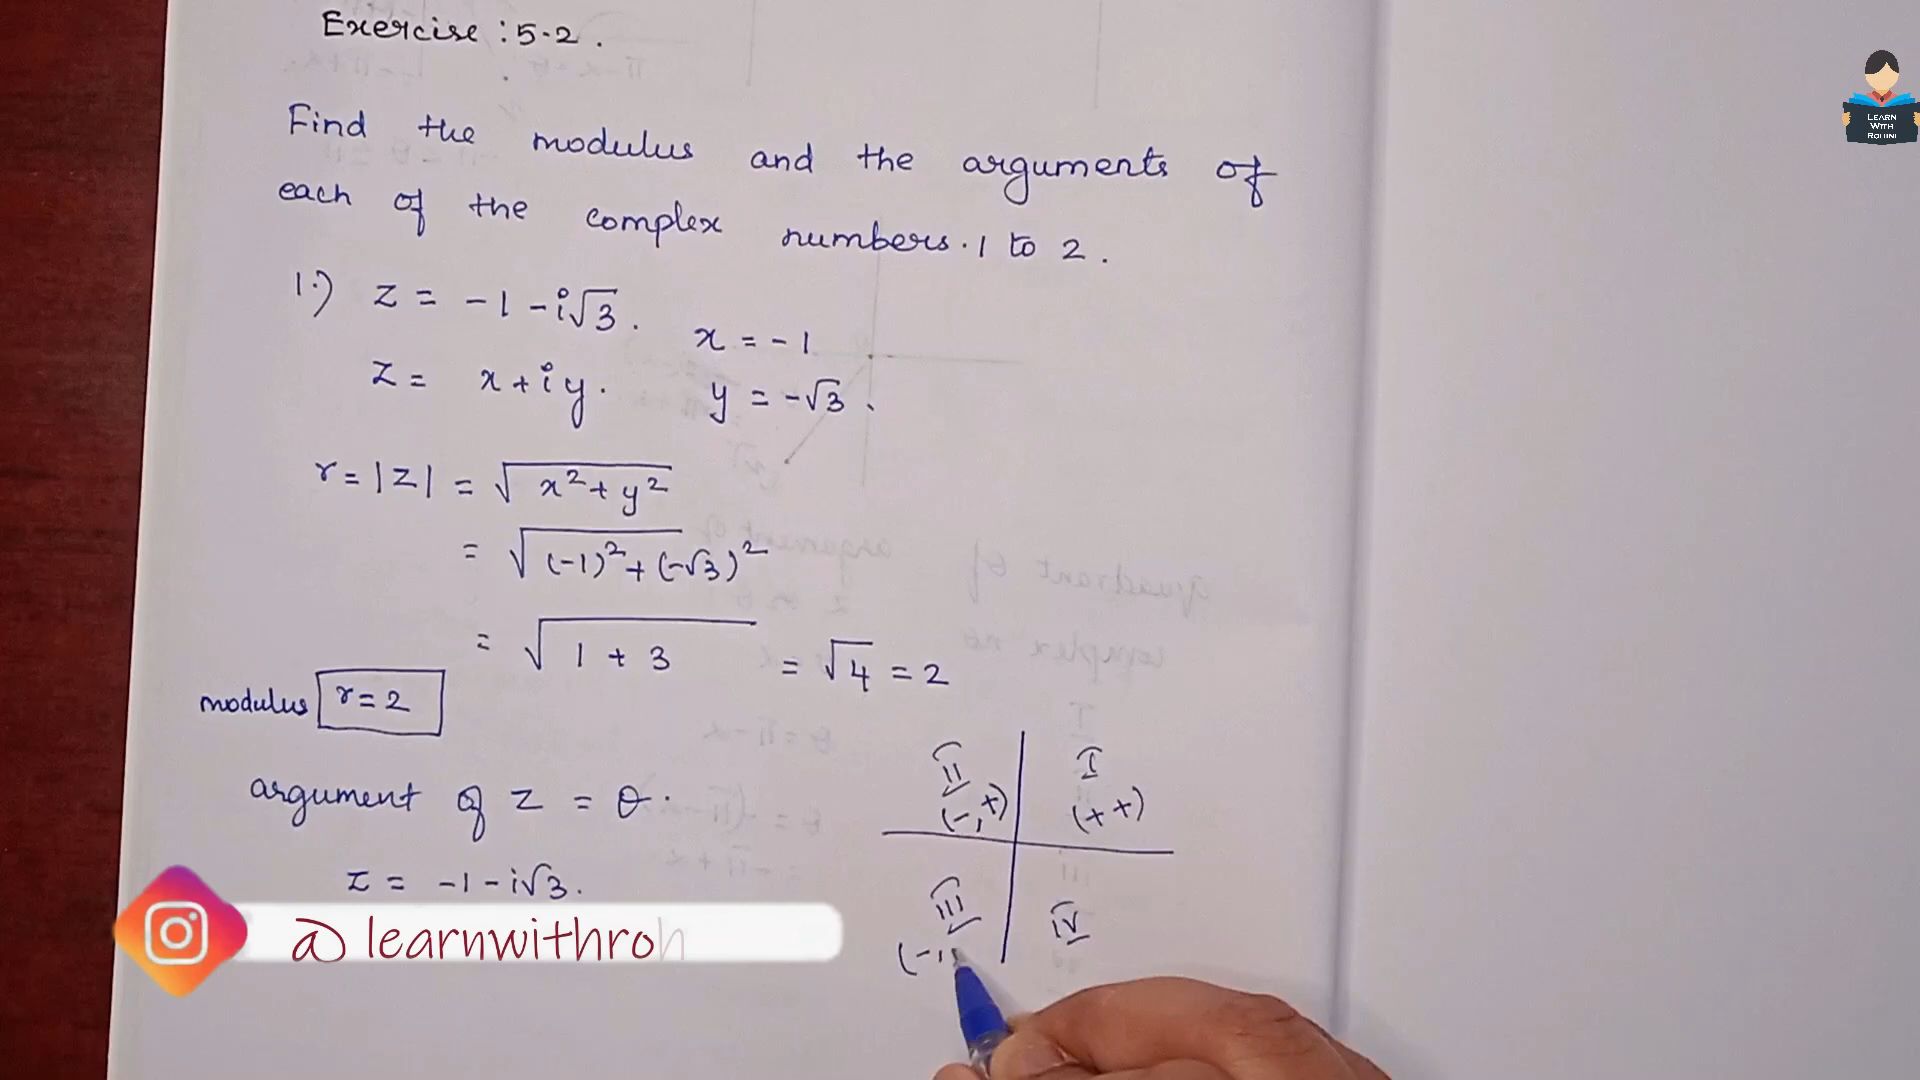 Exercise : 5.2 .
LEARN
WITH
ROHINI
Find the modulus and the arguments of
each of the complex numbers. 1 to 2 .
1.) z = -1 - i√3 .
x = -1
z = x + iy .
y = -√3 .
r = |z| = √x² + y²
= √(-1)² + (-√3)²
= √1 + 3 = √4 = 2
modulus r = 2
II I
(-,+) (+ +)
argument of z = θ .
z = -1 - i√3 .
III IV
@learnwithroh
(-,